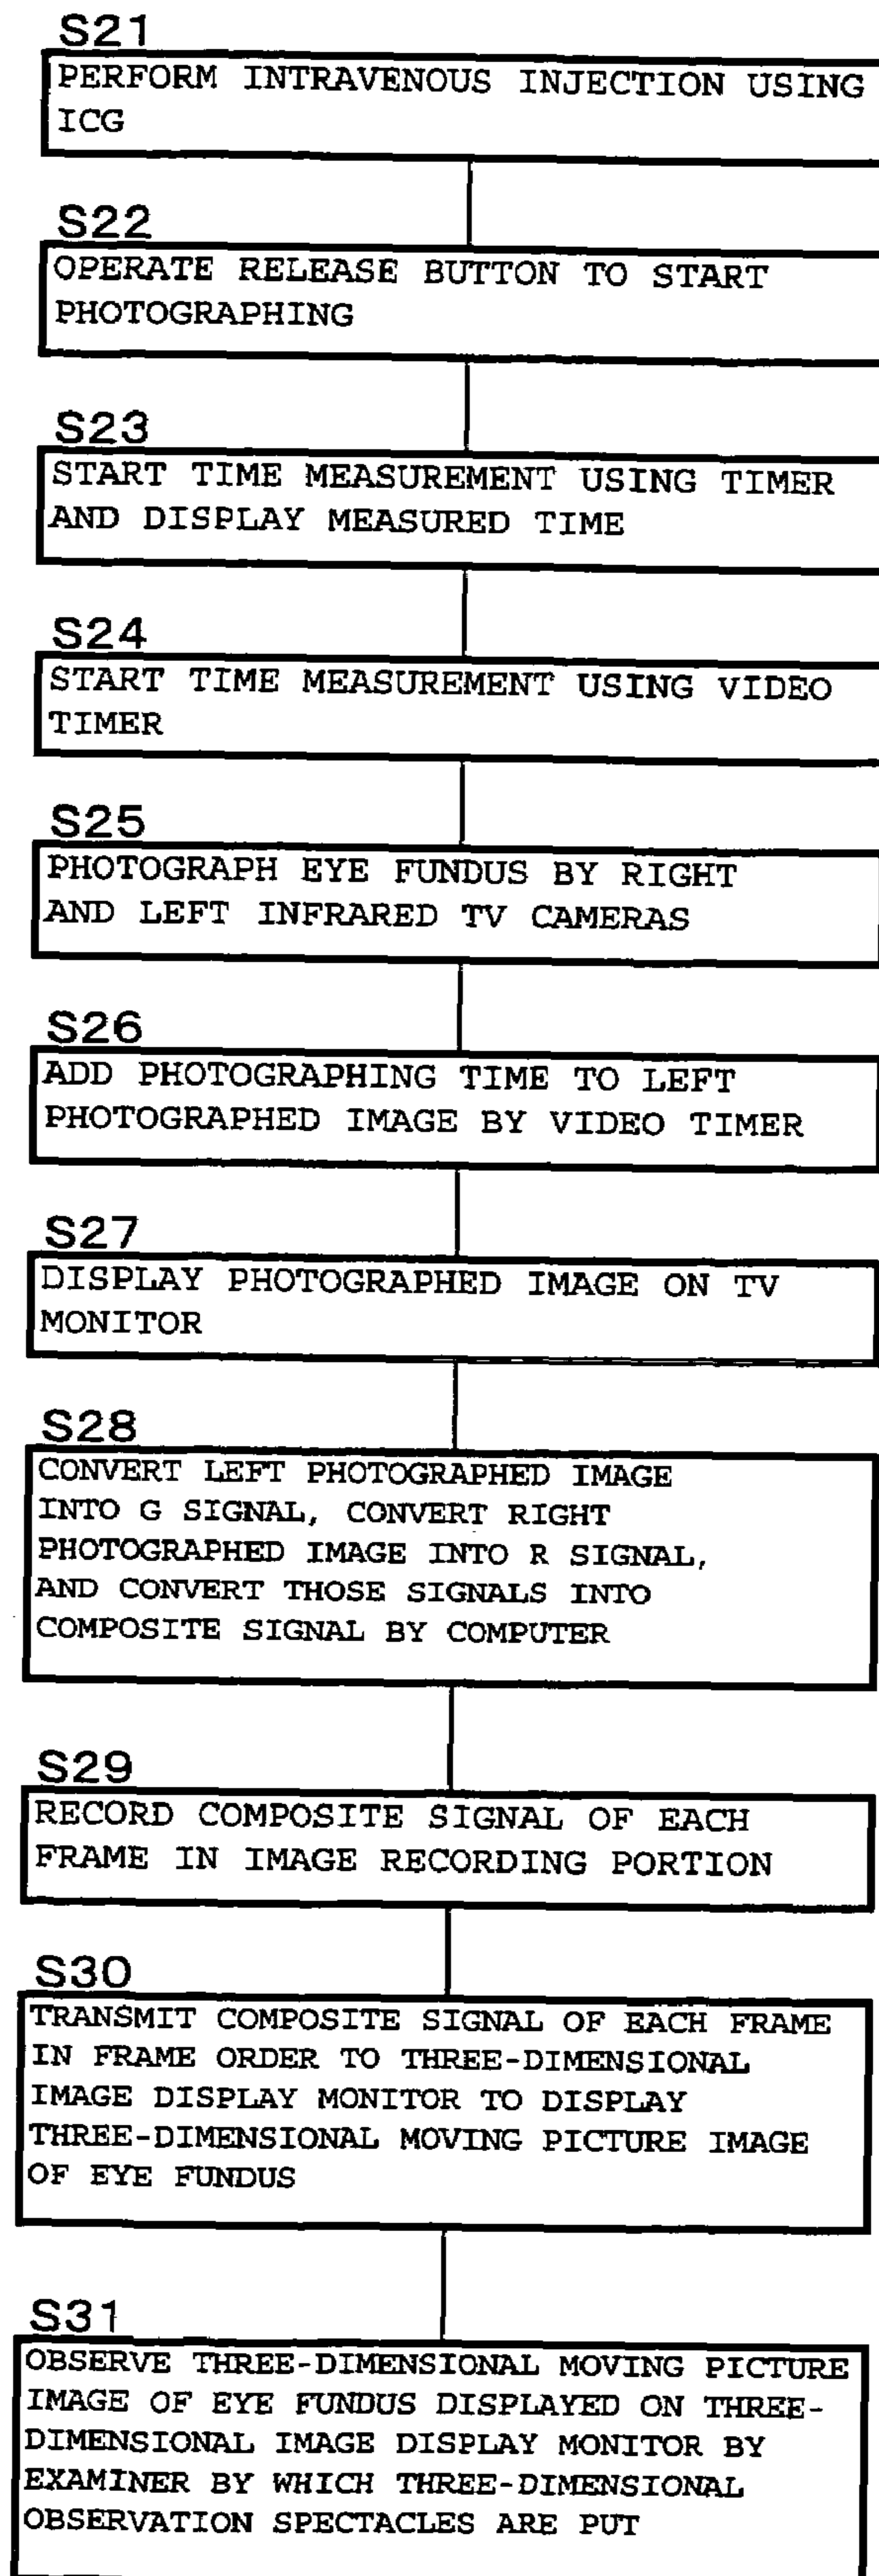 S21
PERFORM INTRAVENOUS INJECTION USING
ICG
S22
OPERATE RELEASE BUTTON TO START
PHOTOGRAPHING
S23
START TIME MEASUREMENT USING TIMER
AND DISPLAY MEASURED TIME
S24
START TIME MEASUREMENT USING VIDEO
TIMER
S25
PHOTOGRAPH EYE FUNDUS BY RIGHT
AND LEFT INFRARED TV CAMERAS
S26
ADD PHOTOGRAPHING TIME TO LEFT
PHOTOGRAPHED IMAGE BY VIDEO TIMER
S27
DISPLAY PHOTOGRAPHED IMAGE ON TV
MONITOR
S28
CONVERT LEFT PHOTOGRAPHED IMAGE
INTO G SIGNAL, CONVERT RIGHT
PHOTOGRAPHED IMAGE INTO R SIGNAL,
AND CONVERT THOSE SIGNALS INTO
COMPOSITE SIGNAL BY COMPUTER
S29
RECORD COMPOSITE SIGNAL OF EACH
FRAME IN IMAGE RECORDING PORTION
S30
TRANSMIT COMPOSITE SIGNAL OF EACH FRAME
IN FRAME ORDER TO THREE-DIMENSIONAL
IMAGE DISPLAY MONITOR TO DISPLAY
THREE-DIMENSIONAL MOVING PICTURE IMAGE
OF EYE FUNDUS
S31
OBSERVE THREE-DIMENSIONAL MOVING PICTURE
IMAGE OF EYE FUNDUS DISPLAYED ON THREE-
DIMENSIONAL IMAGE DISPLAY MONITOR BY
EXAMINER BY WHICH THREE-DIMENSIONAL
OBSERVATION SPECTACLES ARE PUT